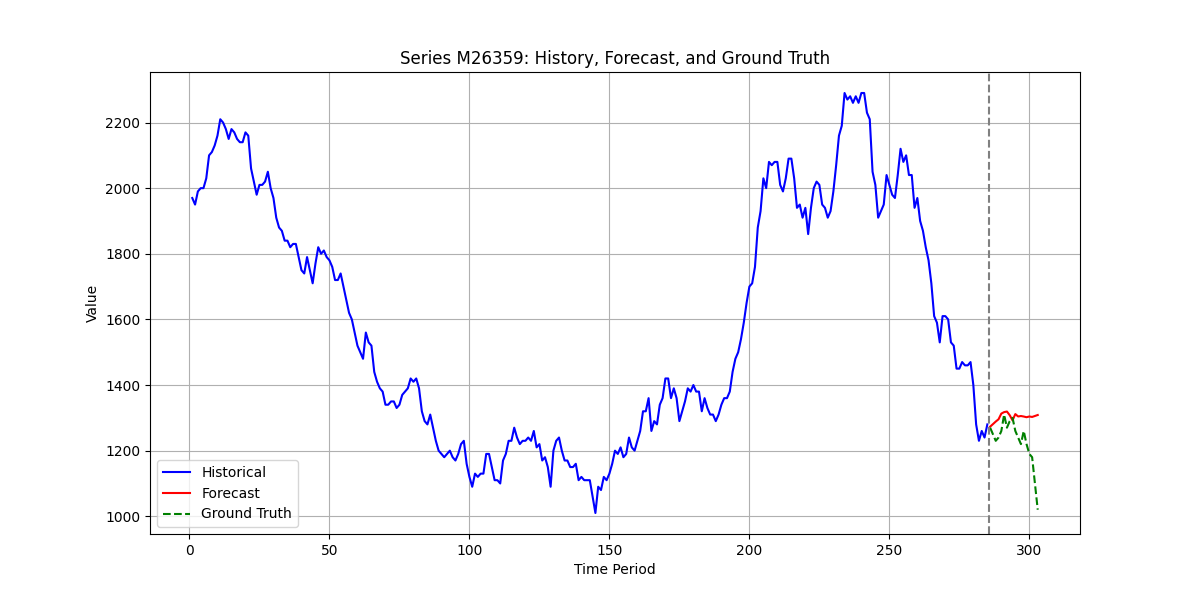 Series M26359: History, Forecast, and Ground Truth
Value
2200
2000
1800
1600
1400
1200
1000
Historical
Forecast
Ground Truth
0 50 100 150 200 250 300
Time Period